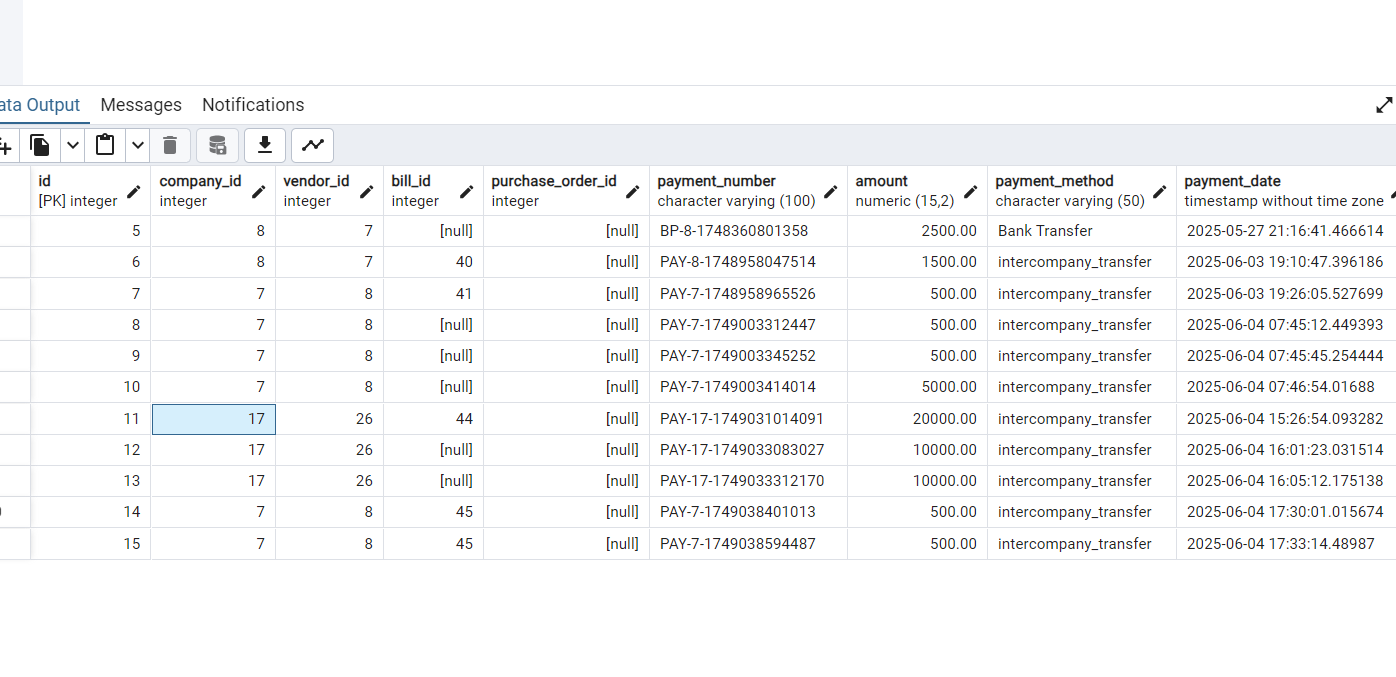 ata Output Messages Notifications
id company_id vendor_id bill_id purchase_order_id payment_number amount payment_method payment_date
[PK] integer integer integer integer integer character varying (100) numeric (15,2) character varying (50) timestamp without time zone
5 8 7 [null] [null] BP-8-1748360801358 2500.00 Bank Transfer 2025-05-27 21:16:41.466614
6 8 7 40 [null] PAY-8-1748958047514 1500.00 intercompany_transfer 2025-06-03 19:10:47.396186
7 7 8 41 [null] PAY-7-1748958965526 500.00 intercompany_transfer 2025-06-03 19:26:05.527699
8 7 8 [null] [null] PAY-7-1749003312447 500.00 intercompany_transfer 2025-06-04 07:45:12.449393
9 7 8 [null] [null] PAY-7-1749003345252 500.00 intercompany_transfer 2025-06-04 07:45:45.254444
10 7 8 [null] [null] PAY-7-1749003414014 5000.00 intercompany_transfer 2025-06-04 07:46:54.01688
11 17 26 44 [null] PAY-17-1749031014091 20000.00 intercompany_transfer 2025-06-04 15:26:54.093282
12 17 26 [null] [null] PAY-17-1749033083027 10000.00 intercompany_transfer 2025-06-04 16:01:23.031514
13 17 26 [null] [null] PAY-17-1749033312170 10000.00 intercompany_transfer 2025-06-04 16:05:12.175138
14 7 8 45 [null] PAY-7-1749038401013 500.00 intercompany_transfer 2025-06-04 17:30:01.015674
15 7 8 45 [null] PAY-7-1749038594487 500.00 intercompany_transfer 2025-06-04 17:33:14.48987